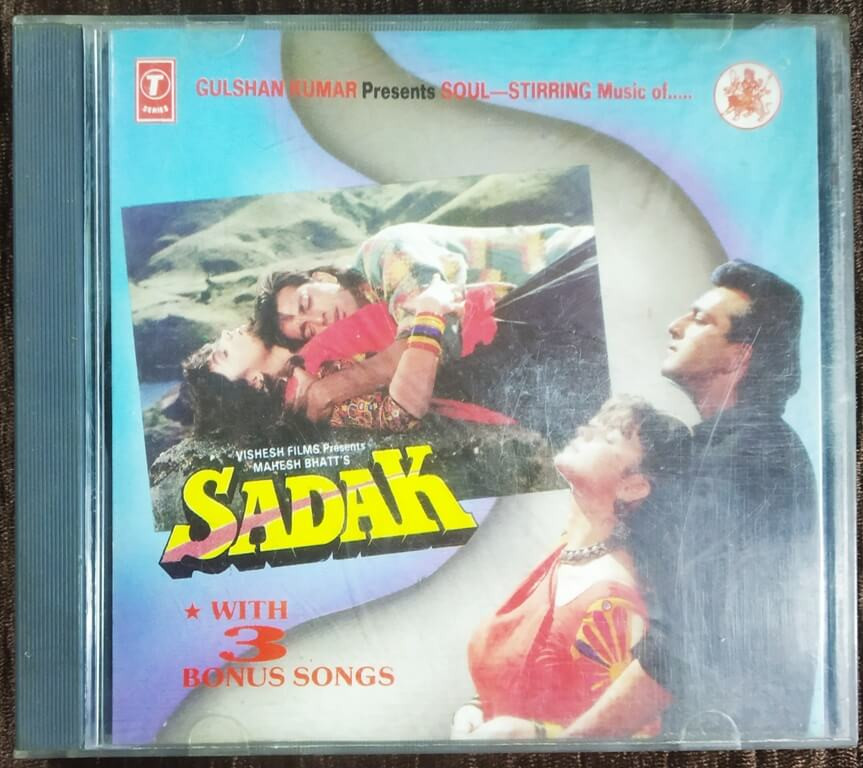 T
SERIES
GULSHAN KUMAR Presents SOUL—STIRRING Music of.....
VISHESH FILMS Presents
MAHESH BHATT'S
SADAK
★ WITH
3
BONUS SONGS